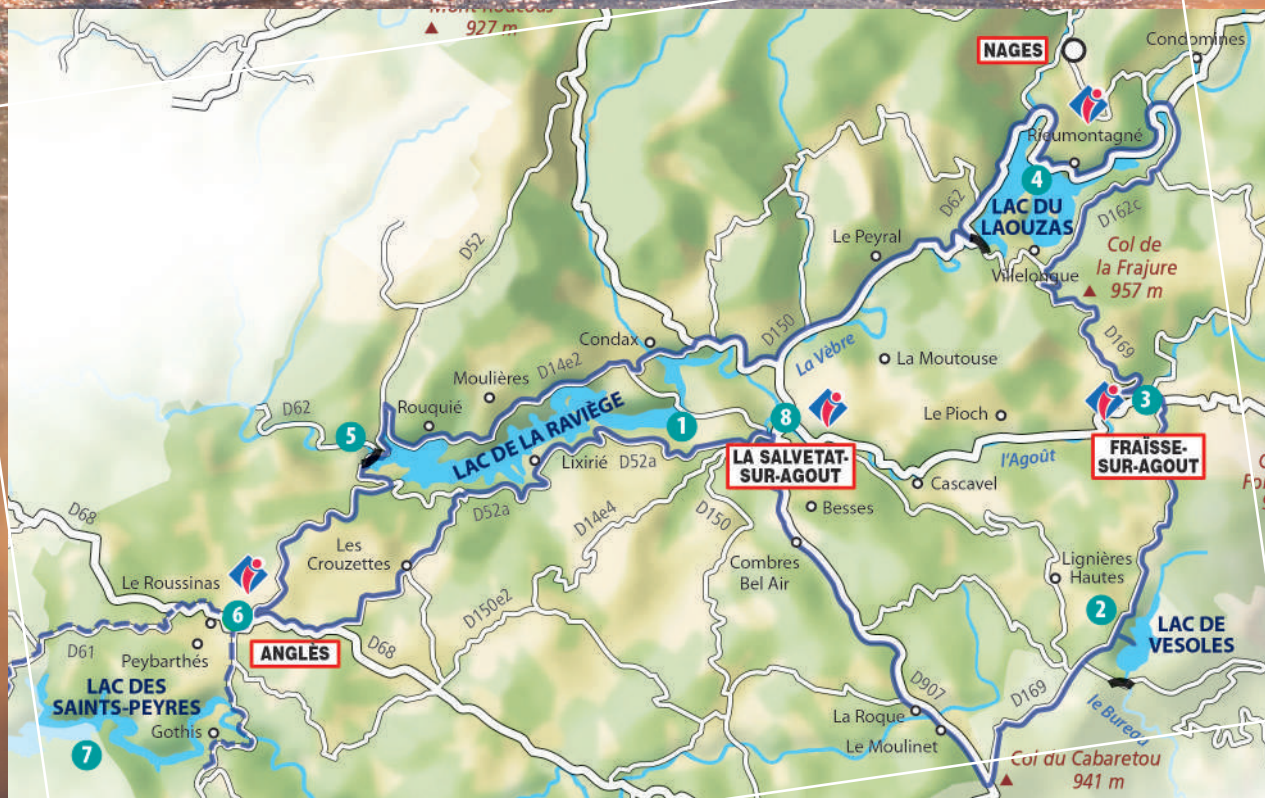 927 m
NAGES
Condomines
Rieumontagné
4
LAC DU
LAOUZAS
D62
D162c
Le Peyral
Villelongue
Col de
la Frajure
957 m
D52
Condax
D150
La Vèbre
La Moutouse
D169
Moulières
D14e2
Rouquié
D62
5
LAC DE LA RAVIÈGE
1
8
Le Pioch
3
Lixirié
D52a
LA SALVETAT-
SUR-AGOUT
l'Agoût
FRAÏSSE-
SUR-AGOUT
Cascavel
D52a
D14e4
D150
Besses
D68
Les
Crouzettes
Combres
Bel Air
Lignières
Hautes
Le Roussinas
6
D150e2
2
LAC DE
VESOLES
Peybarthés
D61
ANGLÈS
D68
LAC DES
SAINTS-PEYRES
Gothis
7
D907
D169
le Bureau
La Roque
Le Moulinet
Col du Cabaretou
941 m